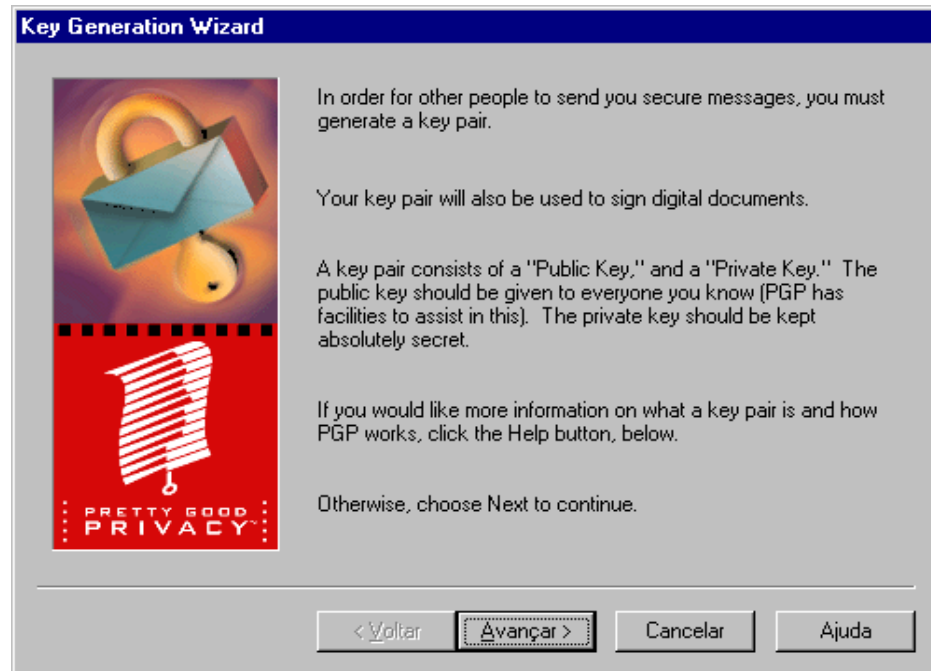 Key Generation Wizard
In order for other people to send you secure messages, you must
generate a key pair.
Your key pair will also be used to sign digital documents.
A key pair consists of a "Public Key," and a "Private Key." The
public key should be given to everyone you know (PGP has
facilities to assist in this). The private key should be kept
absolutely secret.
If you would like more information on what a key pair is and how
PGP works, click the Help button, below.
Otherwise, choose Next to continue.
PRETTY GOOD
PRIVACY™
< Voltar Avançar > Cancelar Ajuda